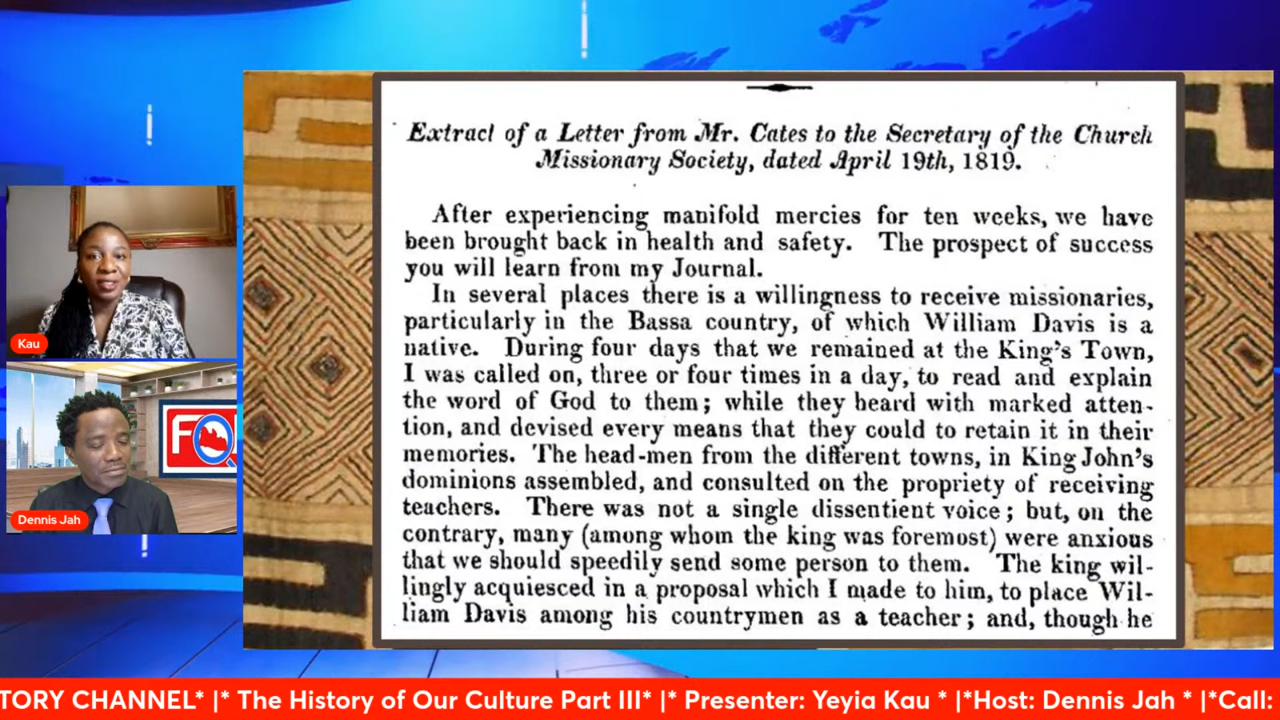 Extract of a Letter from Mr. Cates to the Secretary of the Church
Missionary Society, dated April 19th, 1819.
After experiencing manifold mercies for ten weeks, we have
been brought back in health and safety. The prospect of success
you will learn from my Journal.
In several places there is a willingness to receive missionaries,
particularly in the Bassa country, of which William Davis is a
native. During four days that we remained at the King's Town,
I was called on, three or four times in a day, to read and explain
the word of God to them; while they heard with marked atten-
tion, and devised every means that they could to retain it in their
memories. The head-men from the different towns, in King John's
dominions assembled, and consulted on the propriety of receiving
teachers. There was not a single dissentient voice; but, on the
contrary, many (among whom the king was foremost) were anxious
that we should speedily send some person to them. The king wil-
lingly acquiesced in a proposal which I made to him, to place Wil-
liam Davis among his countrymen as a teacher; and, though he
Kau
FQ
Dennis Jah
TORY CHANNEL* |* The History of Our Culture Part III* |* Presenter: Yeyia Kau * |*Host: Dennis Jah * |*Call: